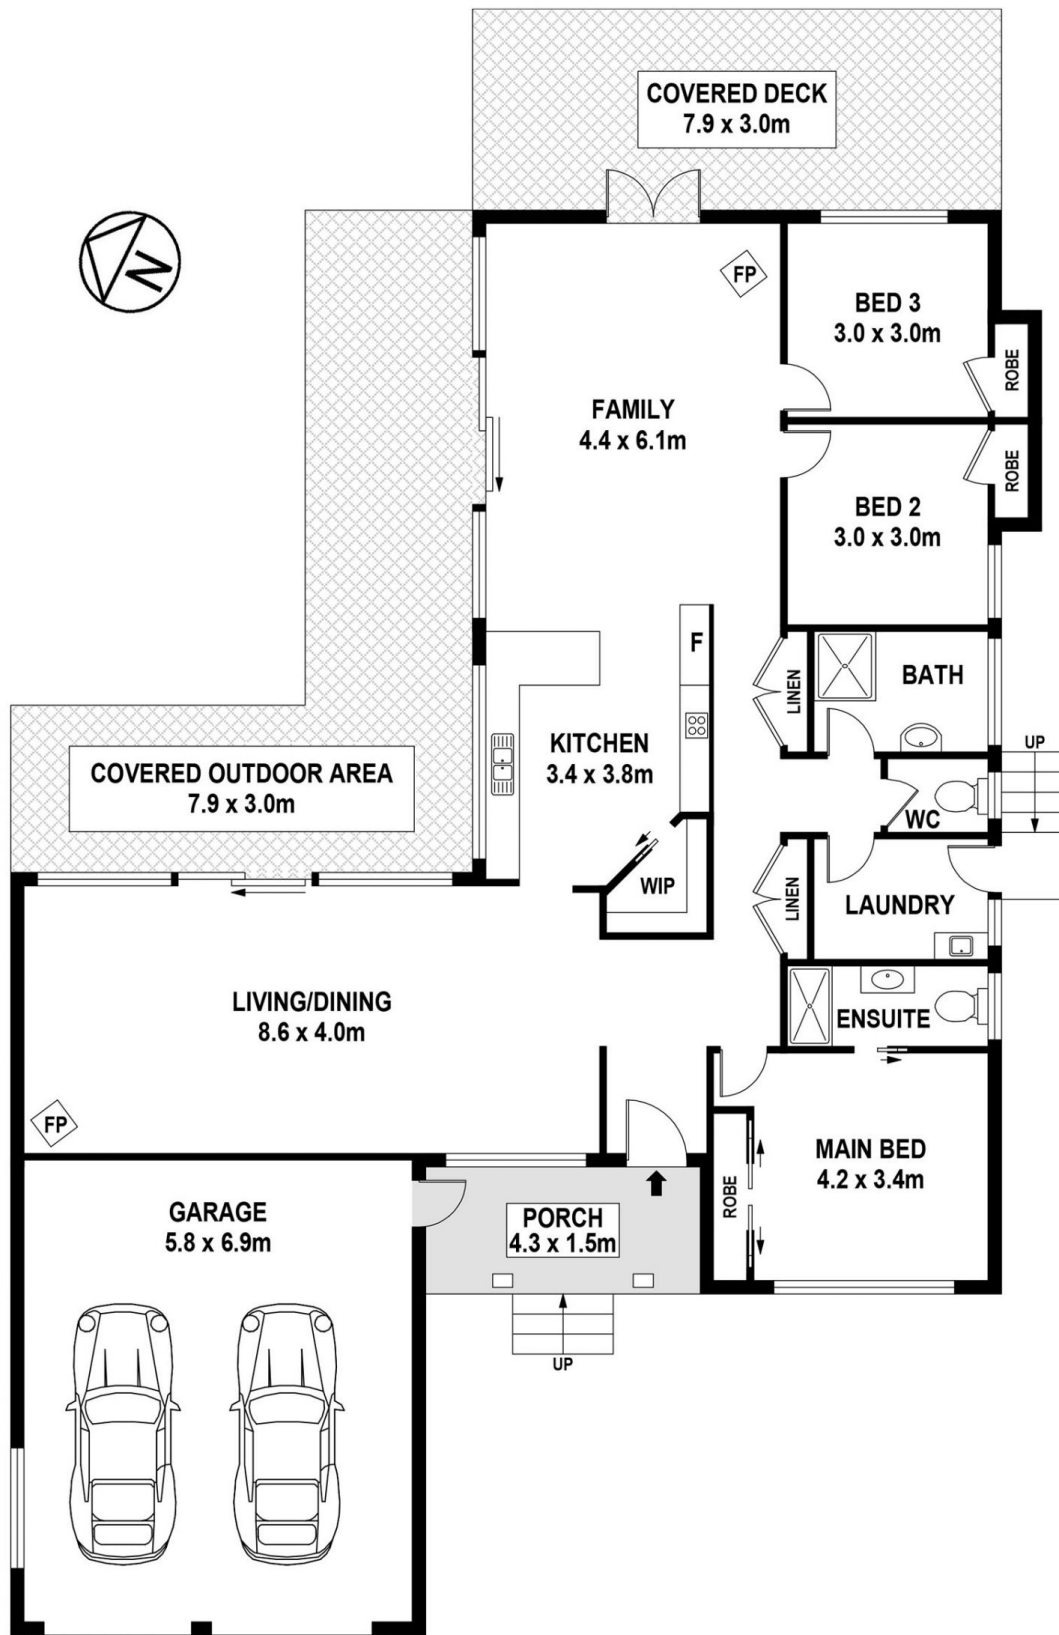 COVERED DECK
7.9 x 3.0m
N
FP
BED 3
3.0 x 3.0m
ROBE
FAMILY
4.4 x 6.1m
ROBE
BED 2
3.0 x 3.0m
F
LINEN
BATH
KITCHEN
3.4 x 3.8m
UP
COVERED OUTDOOR AREA
7.9 x 3.0m
WC
WIP
LINEN
LAUNDRY
LIVING/DINING
8.6 x 4.0m
ENSUITE
FP
MAIN BED
4.2 x 3.4m
ROBE
GARAGE
5.8 x 6.9m
PORCH
4.3 x 1.5m
UP